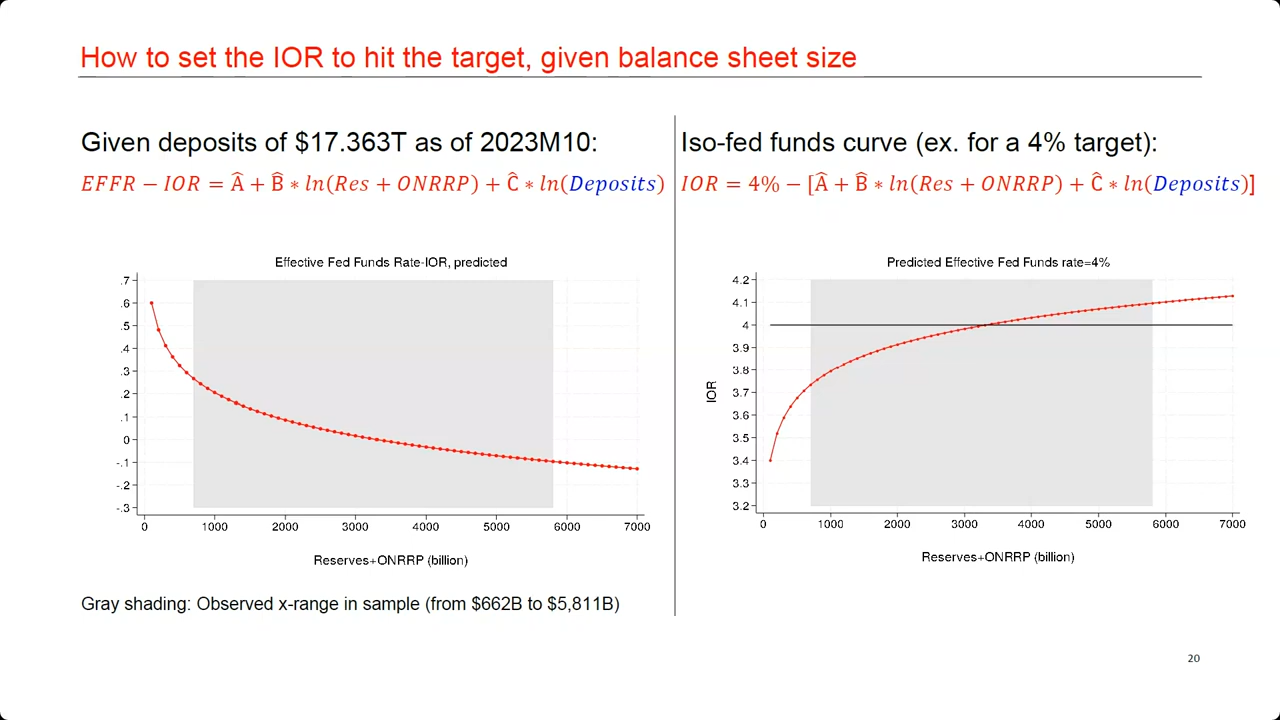 How to set the IOR to hit the target, given balance sheet size
Given deposits of $17.363T as of 2023M10:
EFFR − IOR = Â + B̂ ∗ ln(Res + ONRRP) + Ĉ ∗ ln(Deposits)
Effective Fed Funds Rate-IOR, predicted
.7
.6
.5
.4
.3
.2
.1
0
-.1
-.2
-.3
0 1000 2000 3000 4000 5000 6000 7000
Reserves+ONRRP (billion)
Gray shading: Observed x-range in sample (from $662B to $5,811B)
Iso-fed funds curve (ex. for a 4% target):
IOR = 4% − [Â + B̂ ∗ ln(Res + ONRRP) + Ĉ ∗ ln(Deposits)]
Predicted Effective Fed Funds rate=4%
IOR
4.2
4.1
4
3.9
3.8
3.7
3.6
3.5
3.4
3.3
3.2
0 1000 2000 3000 4000 5000 6000 7000
Reserves+ONRRP (billion)
20